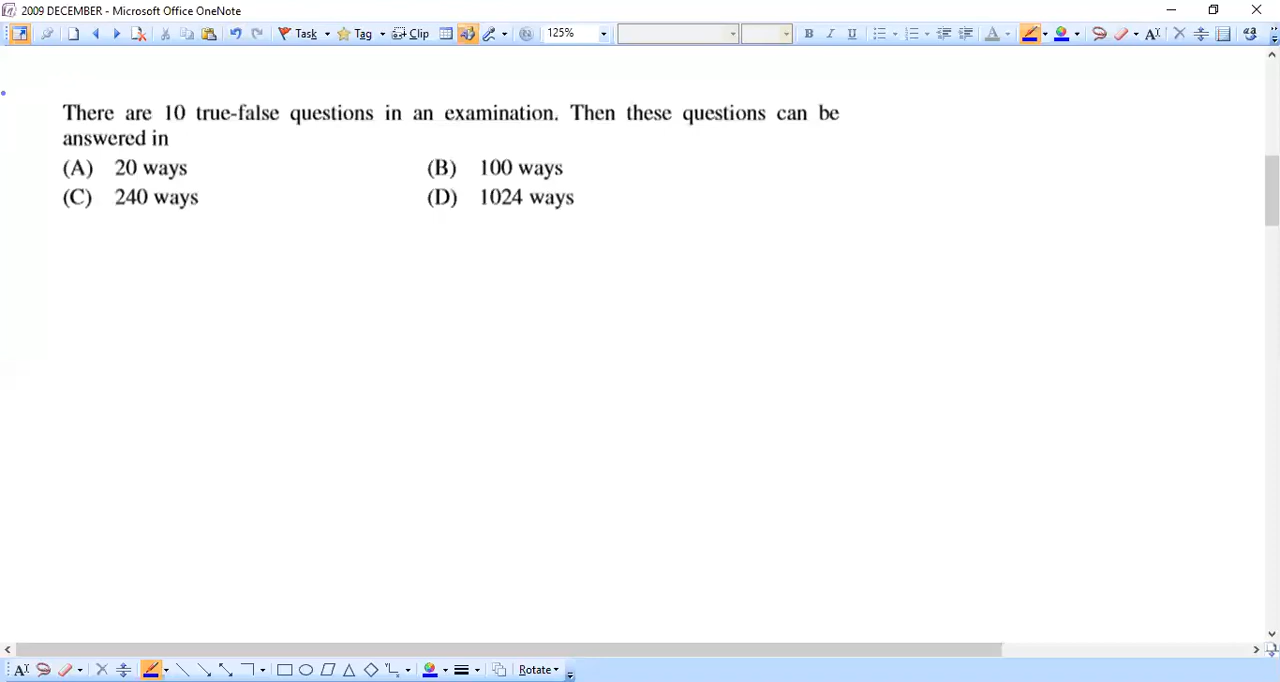 2009 DECEMBER - Microsoft Office OneNote
Task Tag Clip 125% B I U A
There are 10 true-false questions in an examination. Then these questions can be
answered in
(A) 20 ways (B) 100 ways
(C) 240 ways (D) 1024 ways
Rotate